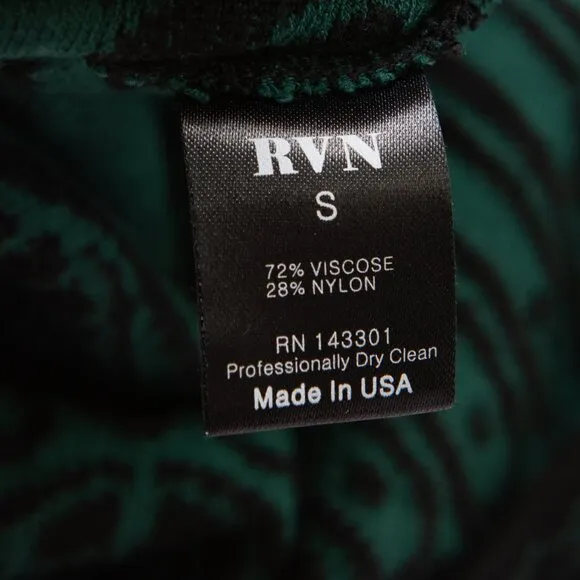 RVN
S
72% VISCOSE
28% NYLON
RN 143301
Professionally Dry Clean
Made In USA